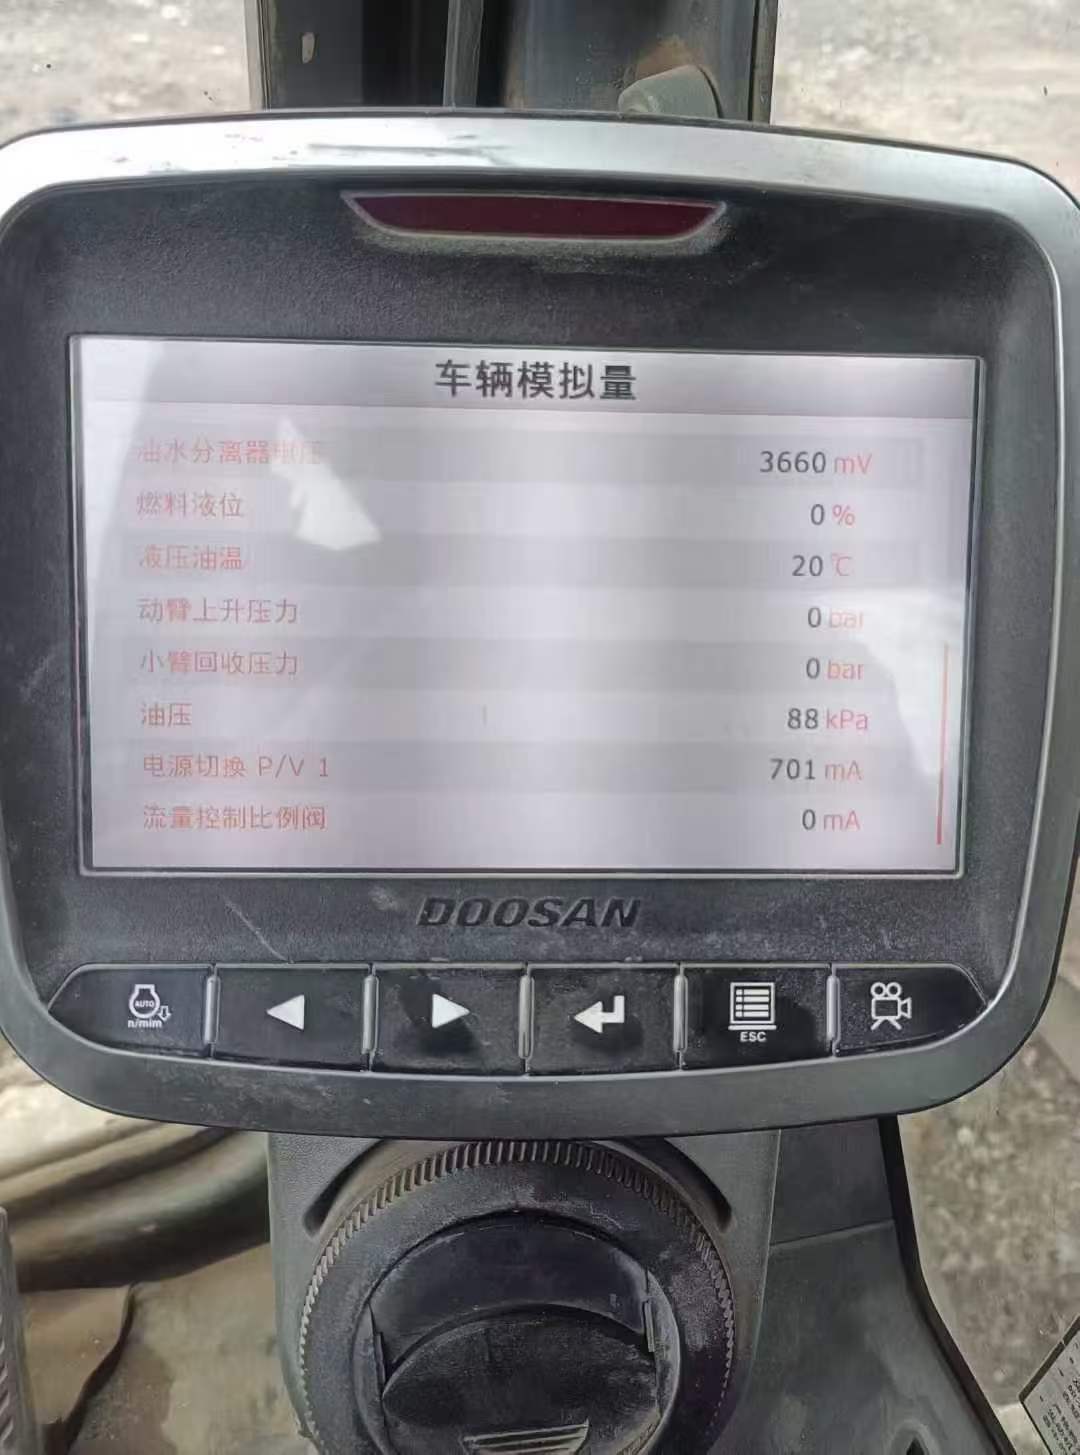 车辆模拟量
油水分离器电压 3660 mV
燃料液位 0 %
液压油温 20 ℃
动臂上升压力 0 bar
小臂回收压力 0 bar
油压 88 kPa
电源切换 P/V 1 701 mA
流量控制比例阀 0 mA
DOOSAN
AUTO
n/mim
ESC